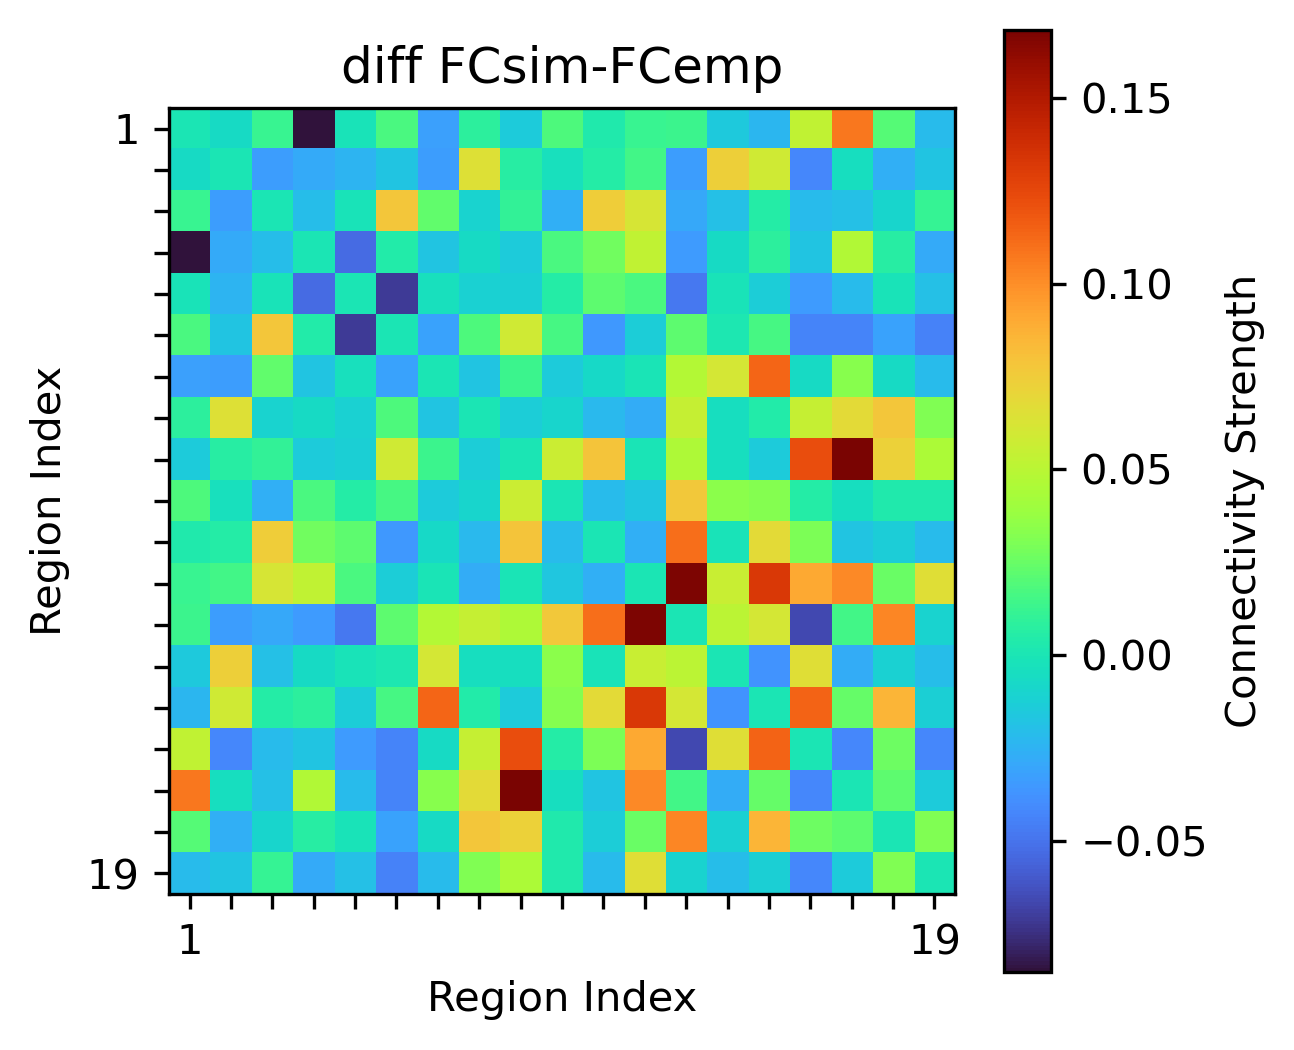 diff FCsim-FCemp
1
19
1
19
Region Index
Region Index
0.15
0.10
0.05
0.00
−0.05
Connectivity Strength